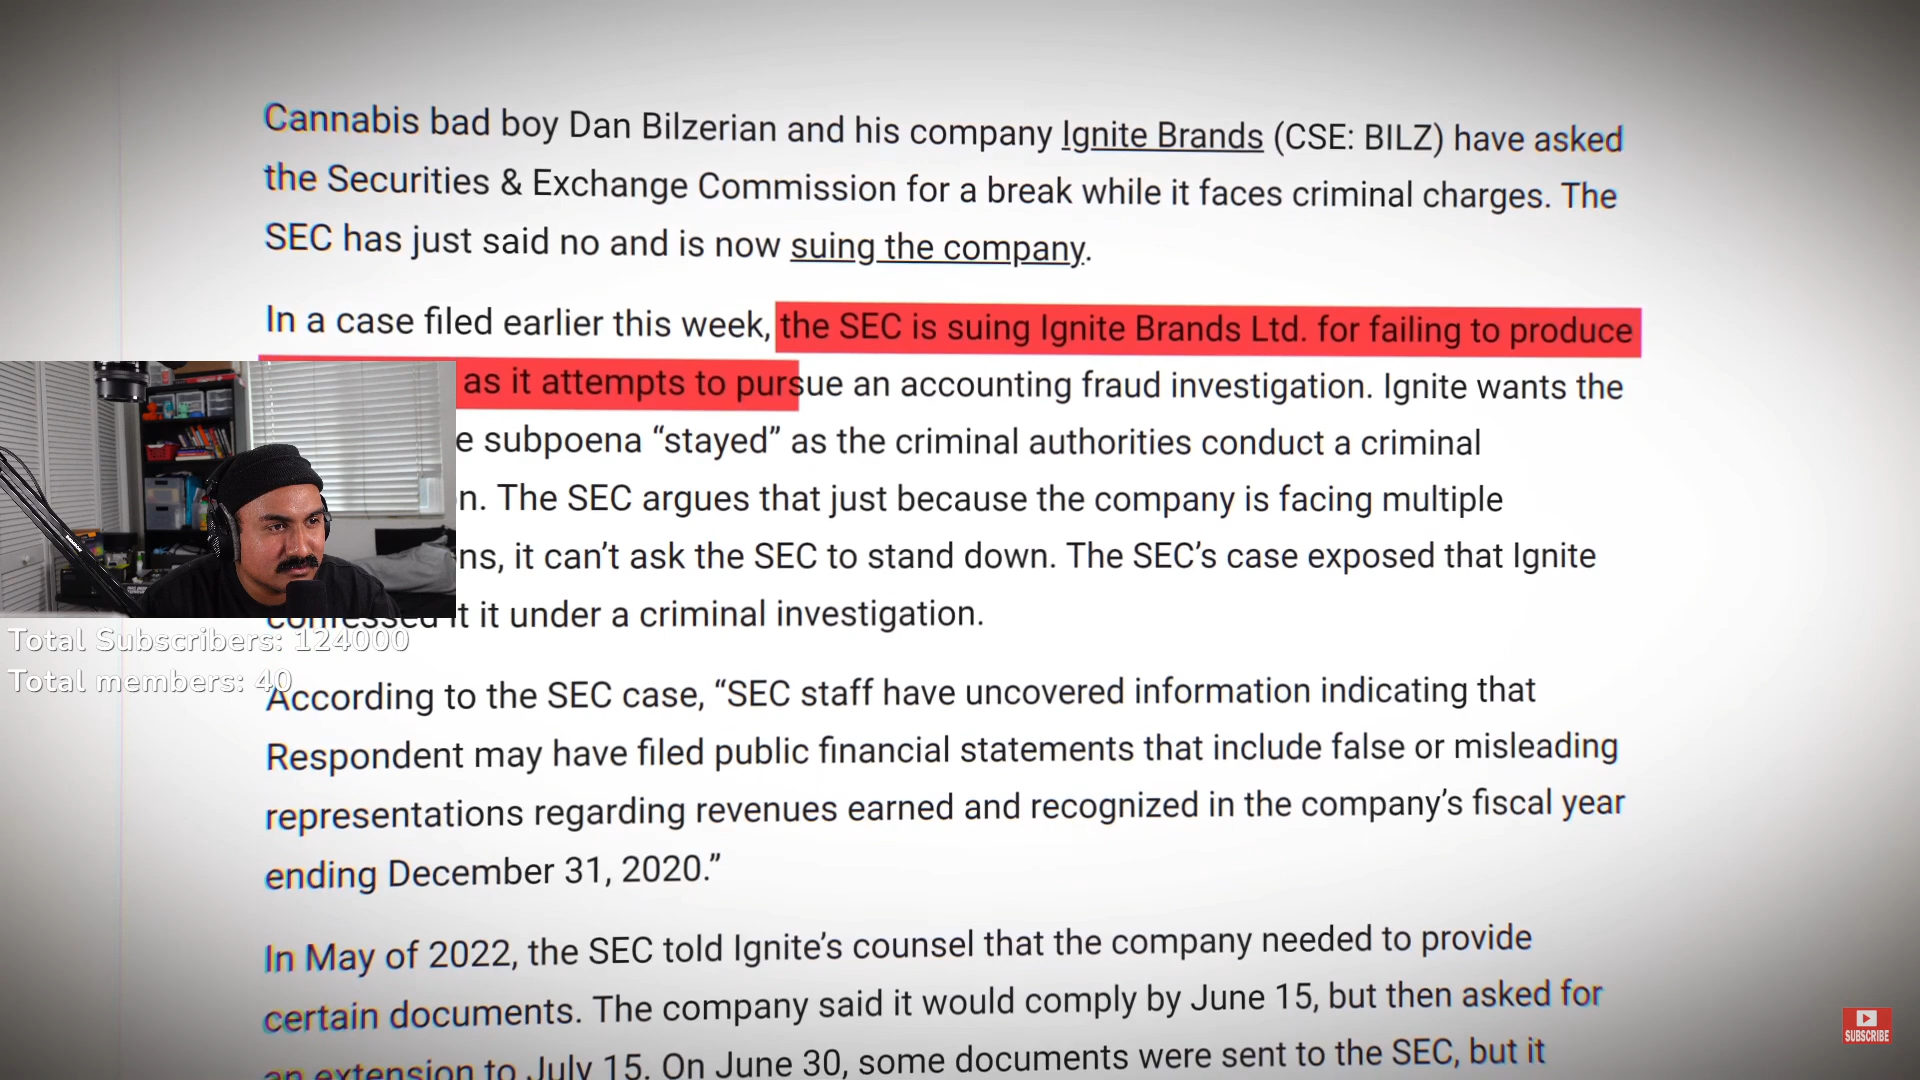 Cannabis bad boy Dan Bilzerian and his company Ignite Brands (CSE: BILZ) have asked
the Securities & Exchange Commission for a break while it faces criminal charges. The
SEC has just said no and is now suing the company.
In a case filed earlier this week, the SEC is suing Ignite Brands Ltd. for failing to produce
as it attempts to pursue an accounting fraud investigation. Ignite wants the
e subpoena “stayed” as the criminal authorities conduct a criminal
n. The SEC argues that just because the company is facing multiple
ns, it can’t ask the SEC to stand down. The SEC’s case exposed that Ignite
confessed it it under a criminal investigation.
Total Subscribers: 124000
Total members: 40
According to the SEC case, “SEC staff have uncovered information indicating that
Respondent may have filed public financial statements that include false or misleading
representations regarding revenues earned and recognized in the company’s fiscal year
ending December 31, 2020.”
In May of 2022, the SEC told Ignite’s counsel that the company needed to provide
certain documents. The company said it would comply by June 15, but then asked for
an extension to July 15. On June 30, some documents were sent to the SEC, but it
SUBSCRIBE